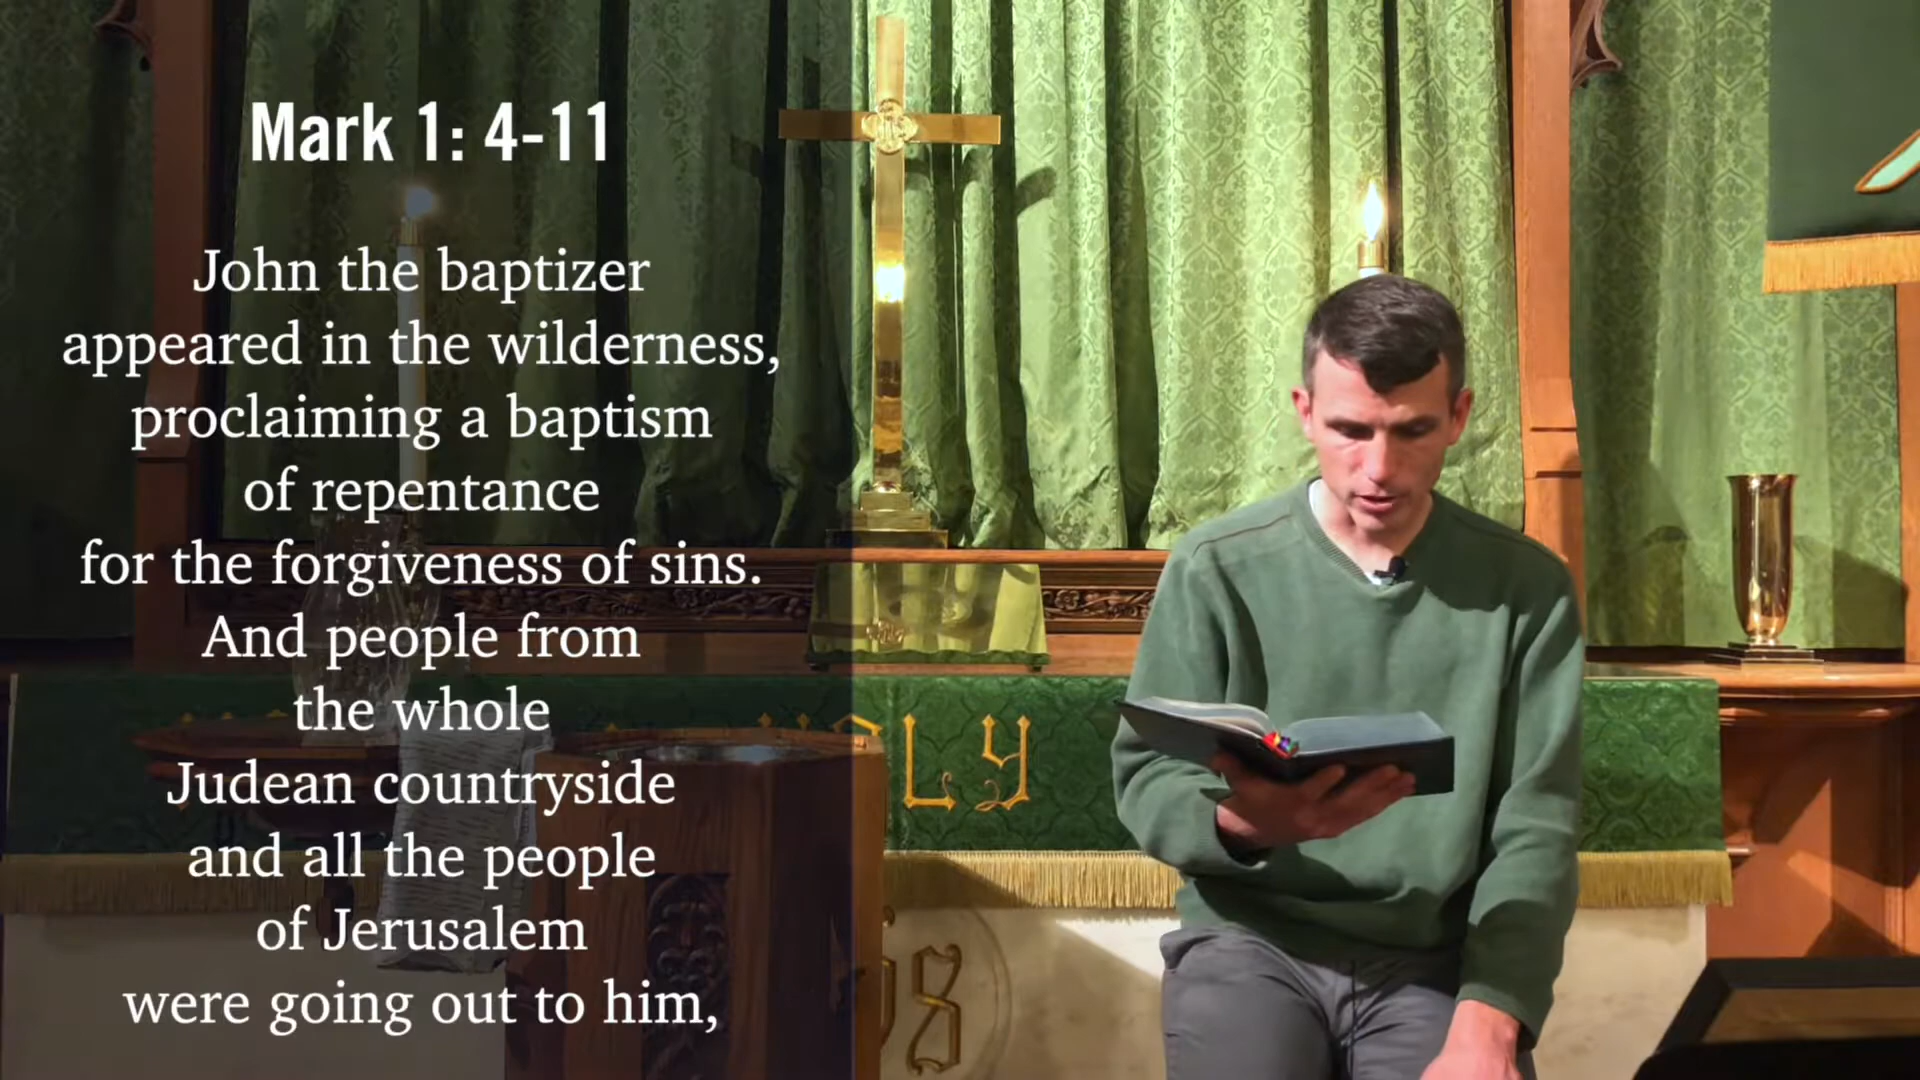 Mark 1: 4-11
John the baptizer
appeared in the wilderness,
proclaiming a baptism
of repentance
for the forgiveness of sins.
And people from
the whole
Judean countryside
and all the people
of Jerusalem
were going out to him,
HOLY